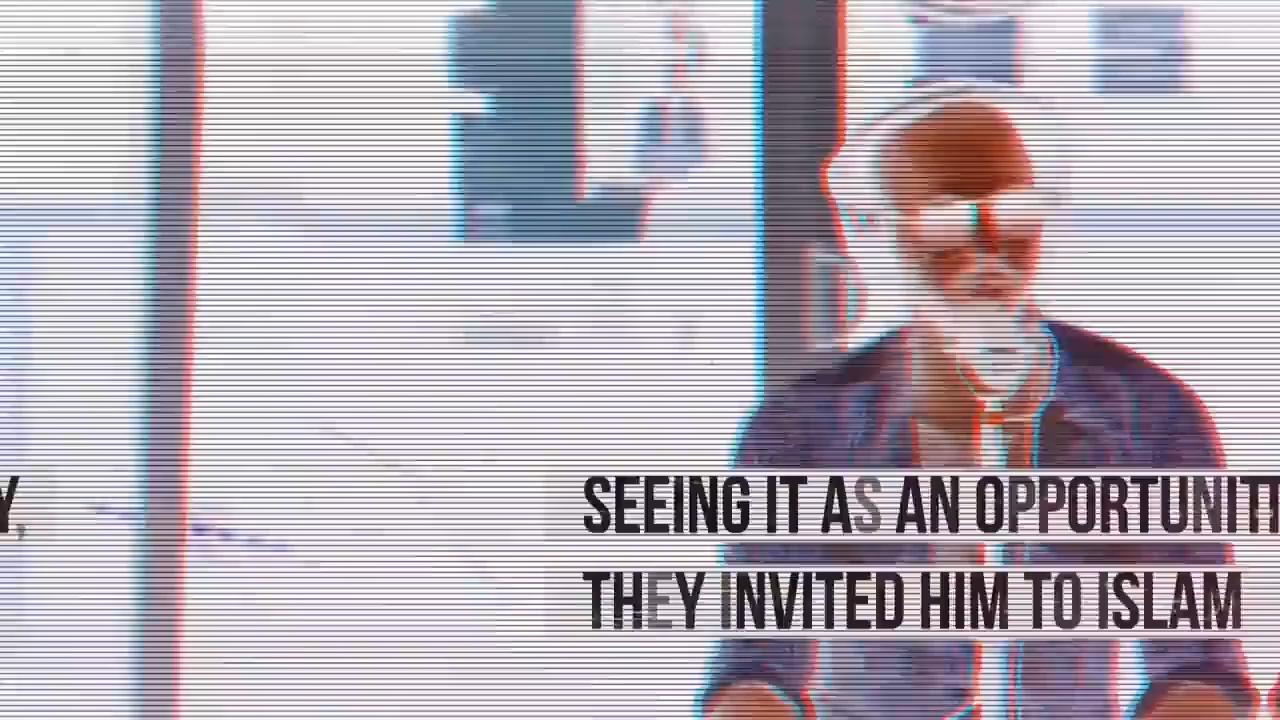 Y,
SEEING IT AS AN OPPORTUNIT
THEY INVITED HIM TO ISLAM